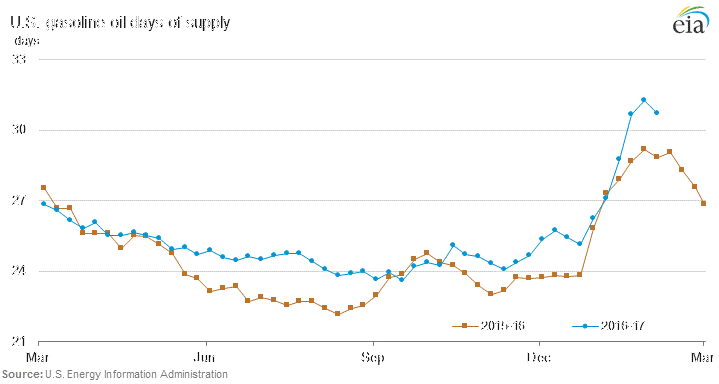 U.S. gasoline oil days of supply
days
eia
33
30
27
24
21
2015-16
2016-17
Mar
Jun
Sep
Dec
Mar
Source: U.S. Energy Information Administration